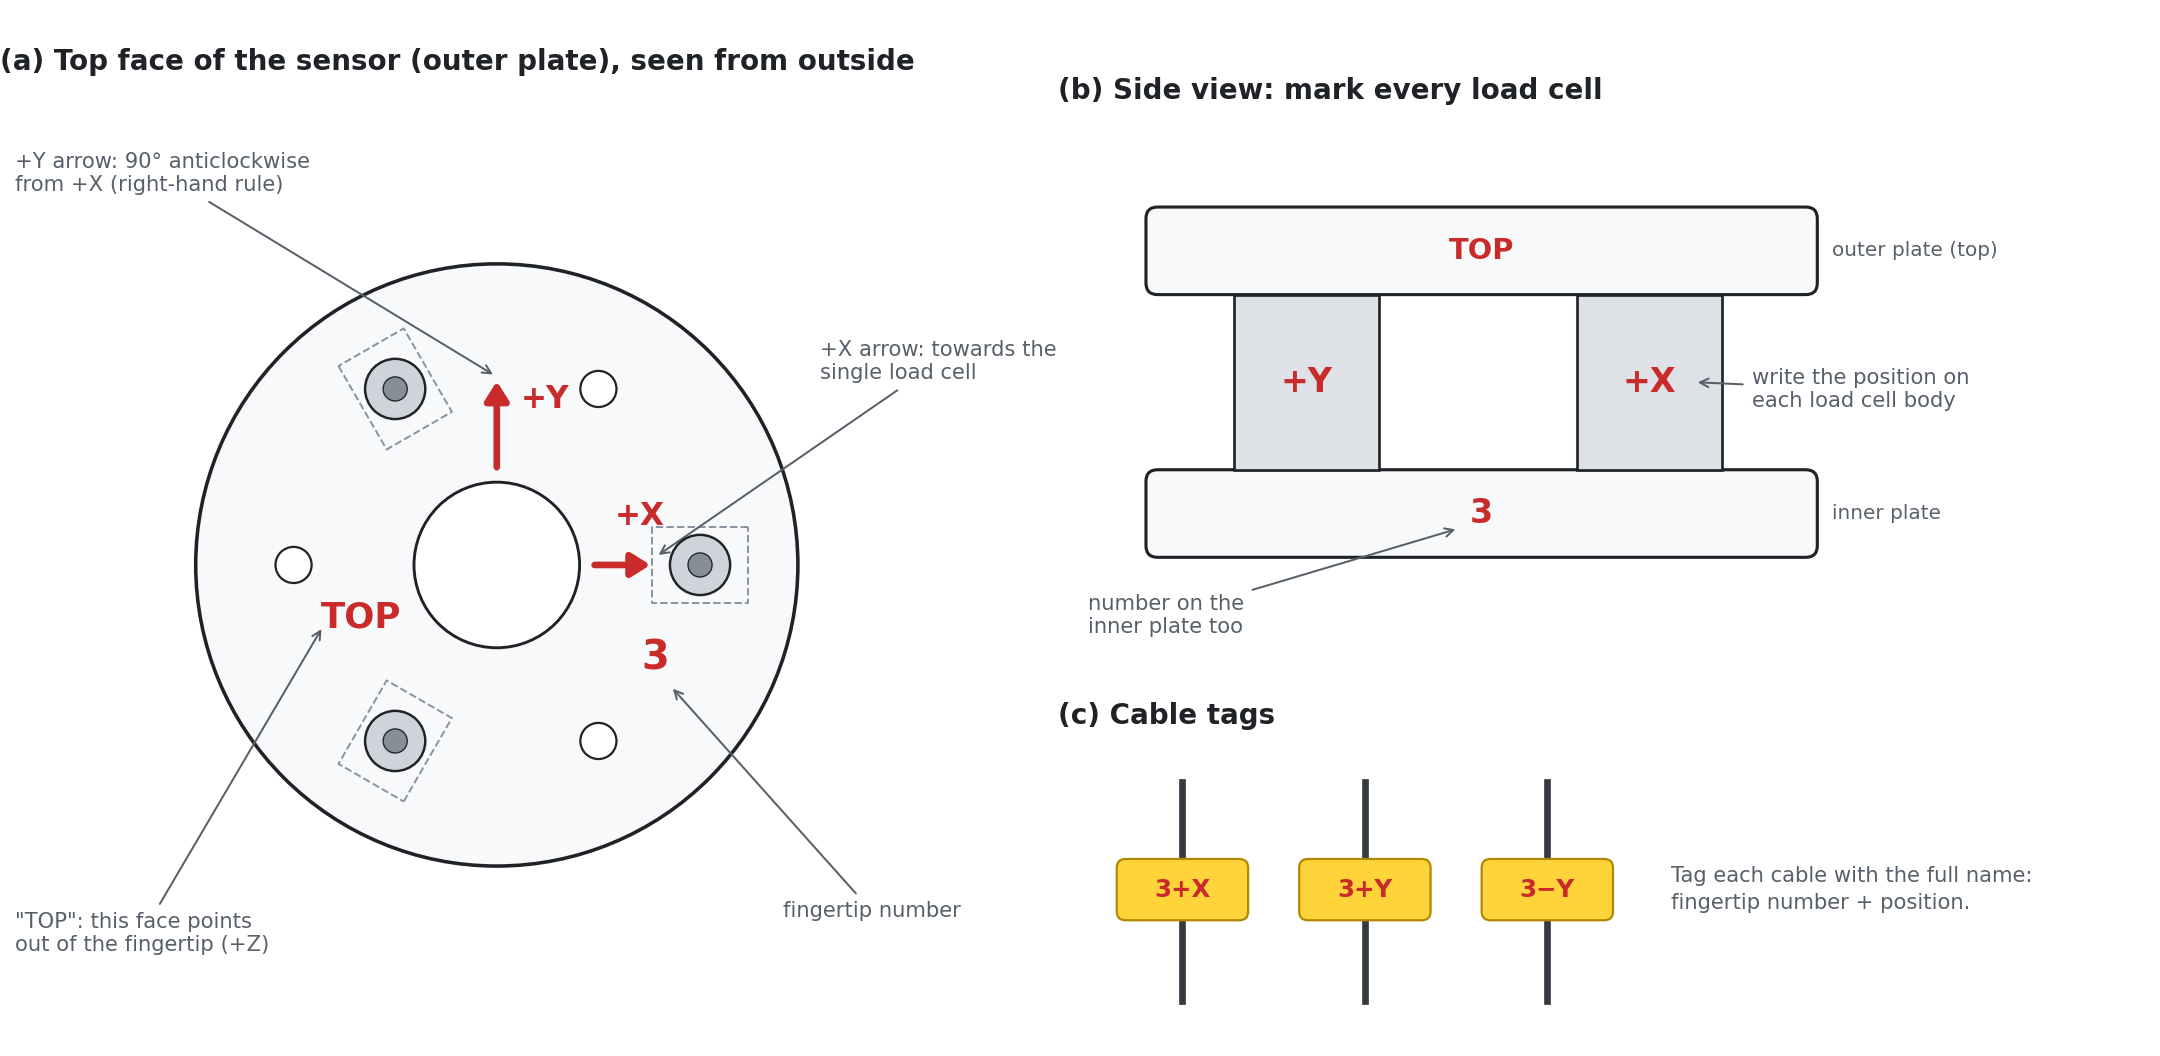 (a) Top face of the sensor (outer plate), seen from outside
+Y arrow: 90° anticlockwise
from +X (right-hand rule)
+X arrow: towards the
single load cell
+Y
+X
TOP
3
"TOP": this face points
out of the fingertip (+Z)
fingertip number
(b) Side view: mark every load cell
TOP
outer plate (top)
+Y
+X
write the position on
each load cell body
3
inner plate
number on the
inner plate too
(c) Cable tags
3+X
3+Y
3−Y
Tag each cable with the full name:
fingertip number + position.